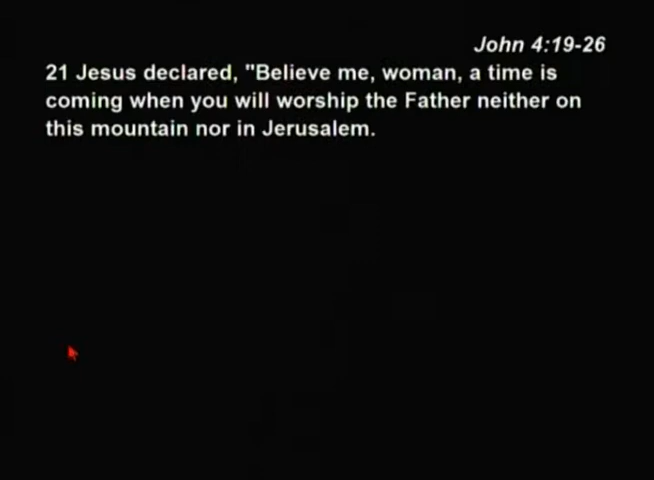 John 4:19-26
21 Jesus declared, "Believe me, woman, a time is
coming when you will worship the Father neither on
this mountain nor in Jerusalem.